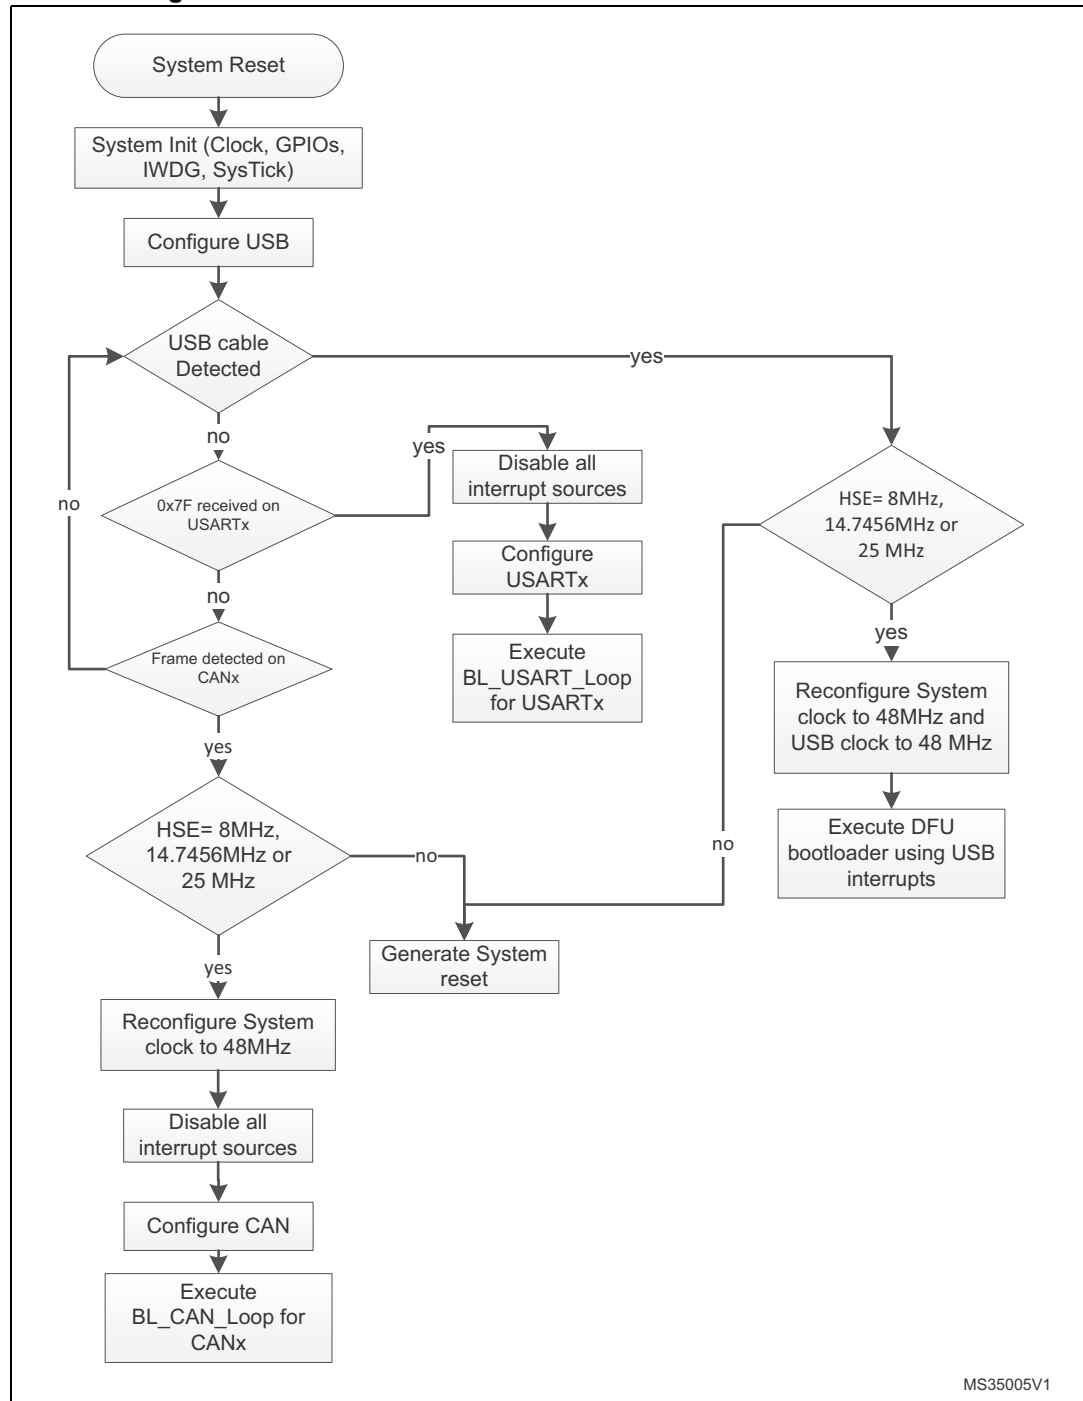 System Reset
System Init (Clock, GPIOs,
IWDG, SysTick)
Configure USB
USB cable
Detected
yes
no
yes
Disable all
interrupt sources
no
0x7F received on
USARTx
HSE= 8MHz,
14.7456MHz or
25 MHz
Configure
USARTx
no
yes
Frame detected on
CANx
Execute
BL_USART_Loop
for USARTx
Reconfigure System
clock to 48MHz and
USB clock to 48 MHz
yes
HSE= 8MHz,
14.7456MHz or
25 MHz
no
no
Execute DFU
bootloader using USB
interrupts
Generate System
reset
yes
Reconfigure System
clock to 48MHz
Disable all
interrupt sources
Configure CAN
Execute
BL_CAN_Loop for
CANx
MS35005V1